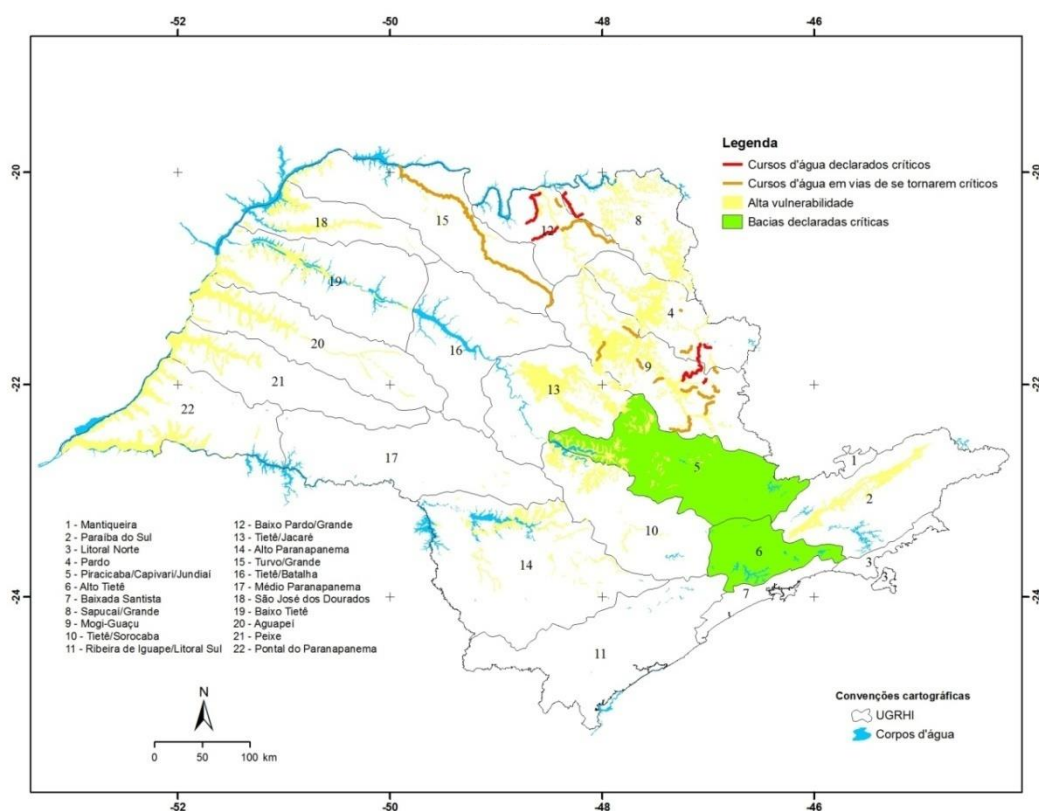 -52
-50
-48
-46
-19
-20
-22
-24
-20
-22
-24
Legenda
Cursos d'água declarados críticos
Cursos d'água em vias de se tornarem críticos
Alta vulnerabilidade
Bacias declaradas críticas
18
15
12
8
19
4
16
20
9
13
21
22
17
5
1
2
10
6
14
3
3
7
11
1 - Mantiqueira
2 - Paraíba do Sul
3 - Litoral Norte
4 - Pardo
5 - Piracicaba/Capivari/Jundiaí
6 - Alto Tietê
7 - Baixada Santista
8 - Sapucaí/Grande
9 - Mogi-Guaçu
10 - Tietê/Sorocaba
11 - Ribeira de Iguape/Litoral Sul
12 - Baixo Pardo/Grande
13 - Tietê/Jacaré
14 - Alto Paranapanema
15 - Turvo/Grande
16 - Tietê/Batalha
17 - Médio Paranapanema
18 - São José dos Dourados
19 - Baixo Tietê
20 - Aguapeí
21 - Peixe
22 - Pontal do Paranapanema
N
0 50 100 km
Convenções cartográficas
UGRHI
Corpos d'água
-52
-50
-48
-46